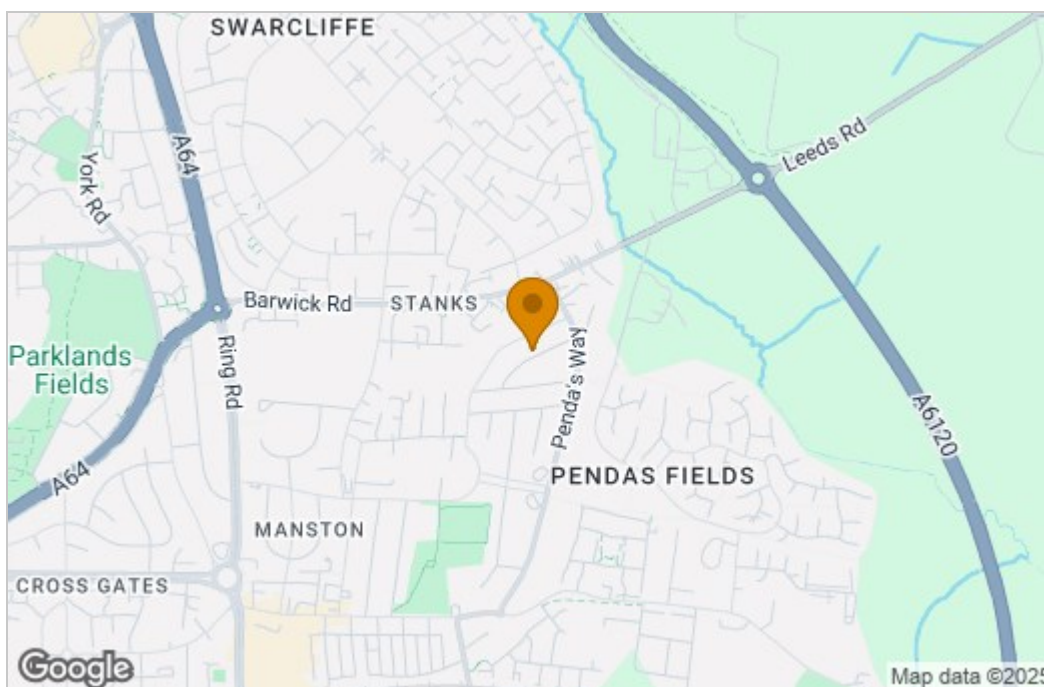 SWARCLIFFE
A64
York Rd
Leeds Rd
Barwick Rd
STANKS
Parklands
Fields
Ring Rd
Penda's Way
A6120
A64
PENDAS FIELDS
MANSTON
CROSS GATES
Google
Map data ©2025